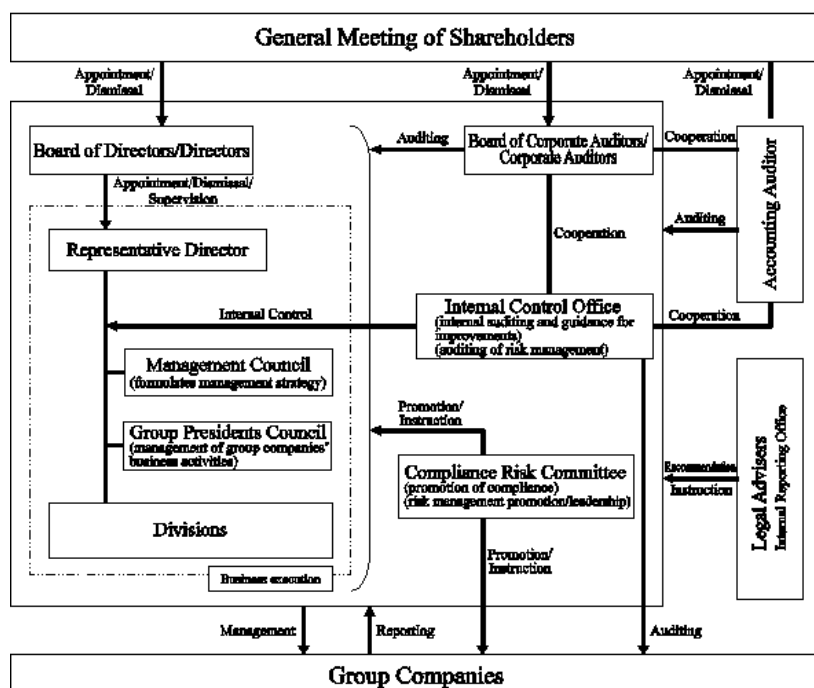 General Meeting of Shareholders
Appointment/
Dismissal
Appointment/
Dismissal
Appointment/
Dismissal
Board of Directors/Directors
Auditing
Board of Corporate Auditors/
Corporate Auditors
Cooperation
Accounting Auditor
Appointment/Dismissal/
Supervision
Auditing
Representative Director
Cooperation
Internal Control
Internal Control Office
(internal auditing and guidance for
improvements)
(auditing of risk management)
Cooperation
Management Council
(formulates management strategy)
Promotion/
Instruction
Group Presidents Council
(management of group companies'
business activities)
Compliance Risk Committee
(promotion of compliance)
(risk management promotion/leadership)
Recommendation
Instruction
Legal Advisers
Internal Reporting Office
Divisions
Promotion/
Instruction
Business execution
Management
Reporting
Auditing
Group Companies